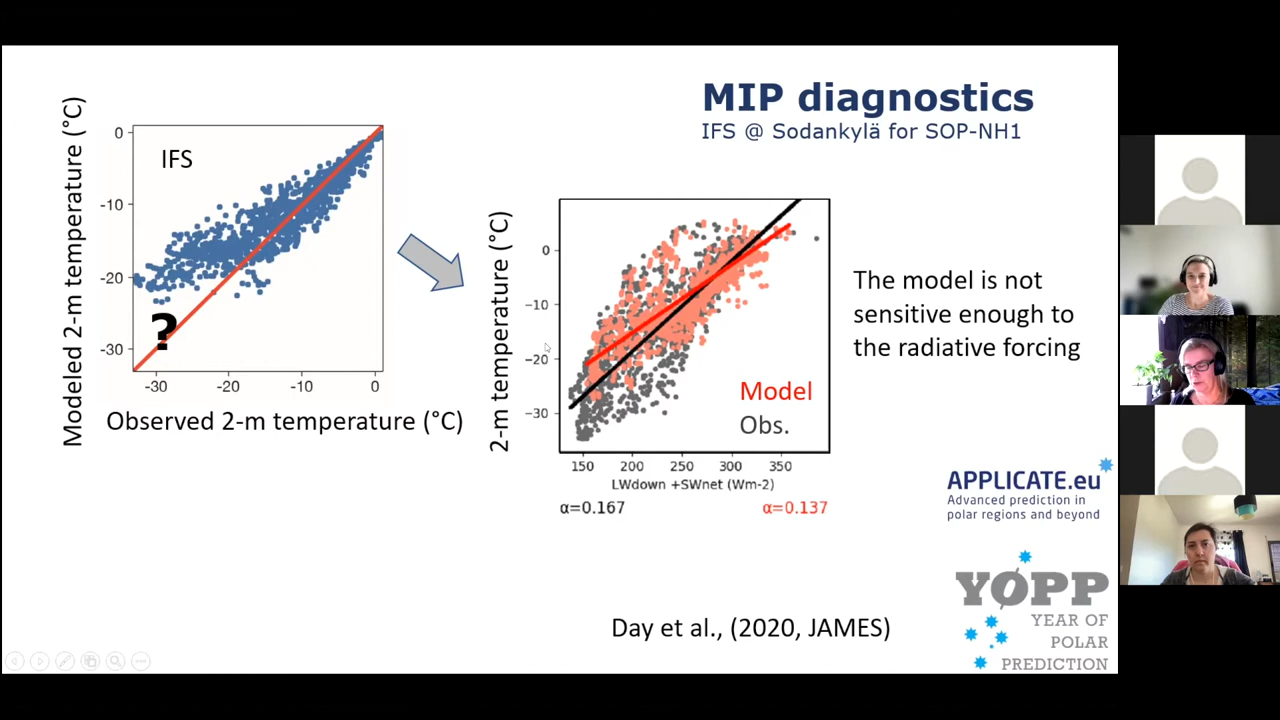 MIP diagnostics
IFS @ Sodankylä for SOP-NH1
Modeled 2-m temperature (°C)
IFS
0
-10
-20
-30
?
-30
-20
-10
0
Observed 2-m temperature (°C)
2-m temperature (°C)
0
-10
-20
-30
Model
Obs.
150
200
250
300
350
LWdown +SWnet (Wm-2)
α=0.167
α=0.137
The model is not
sensitive enough to
the radiative forcing
APPLICATE.eu
Advanced prediction in
polar regions and beyond
YOPP
YEAR OF
POLAR
PREDICTION
Day et al., (2020, JAMES)